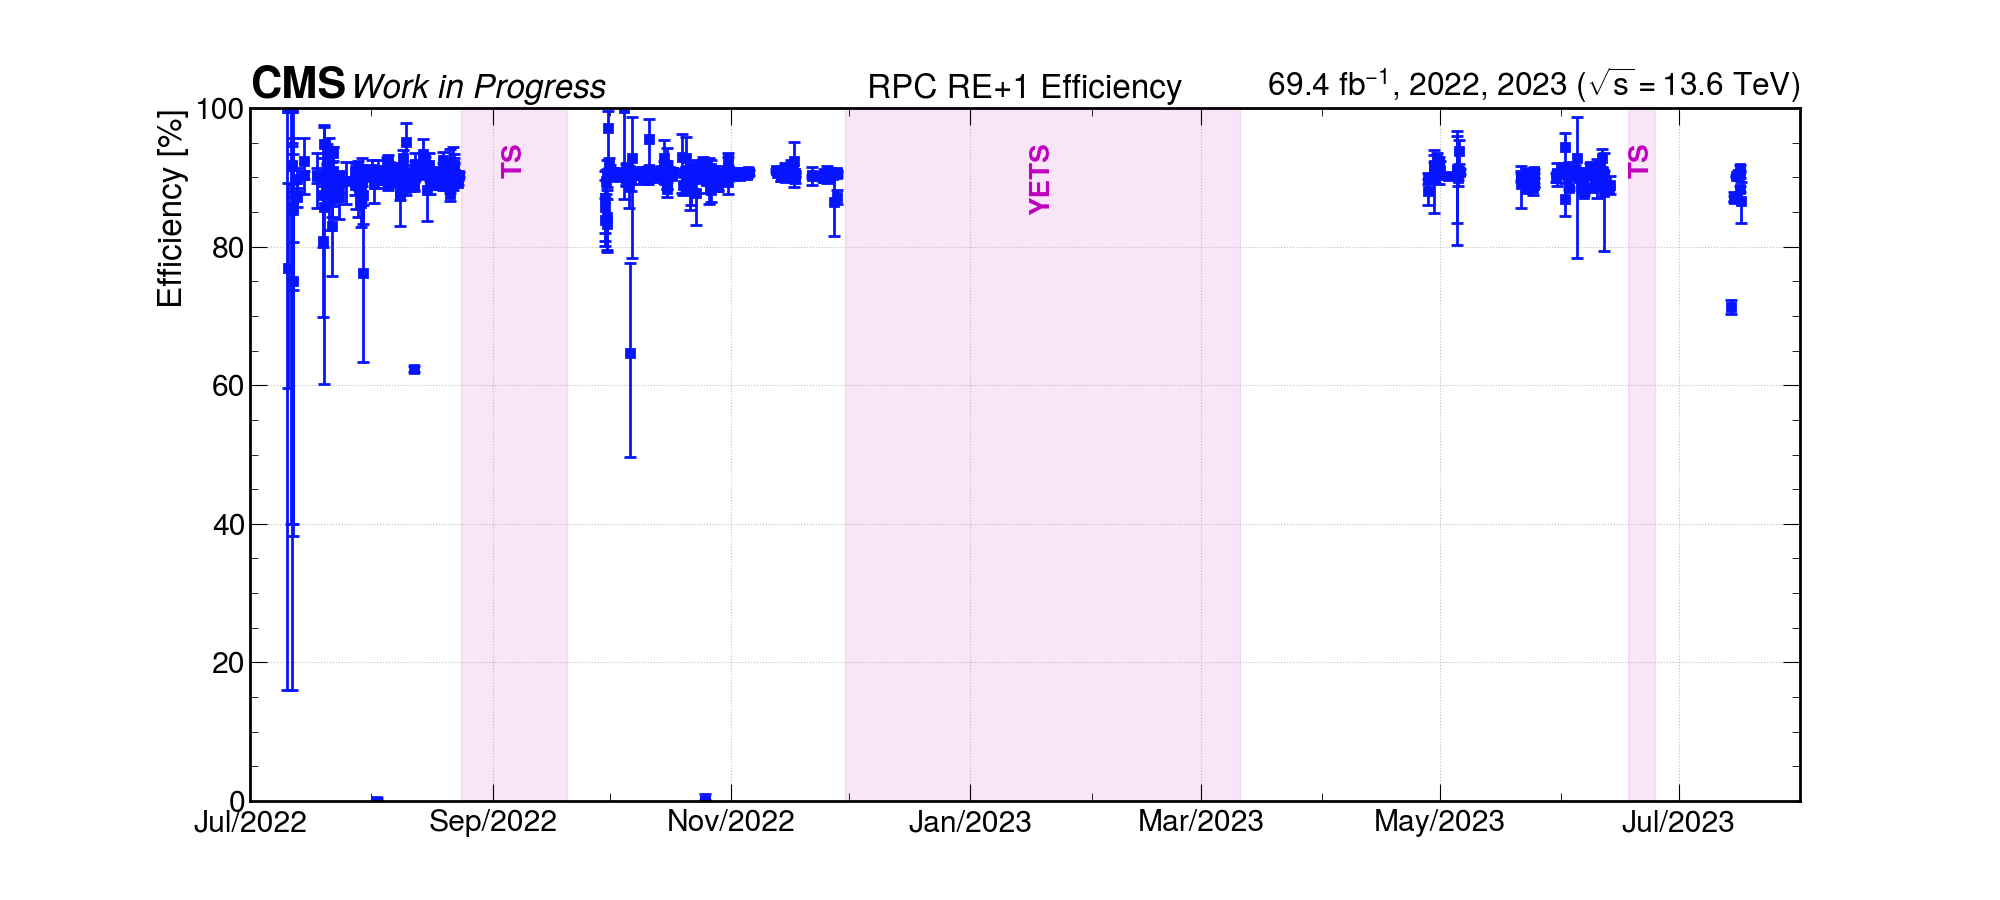 CMS Work in Progress RPC RE+1 Efficiency 69.4 fb⁻¹, 2022, 2023 (√s = 13.6 TeV)
Efficiency [%]
100
80
60
40
20
0
TS
YETS
TS
Jul/2022 Sep/2022 Nov/2022 Jan/2023 Mar/2023 May/2023 Jul/2023